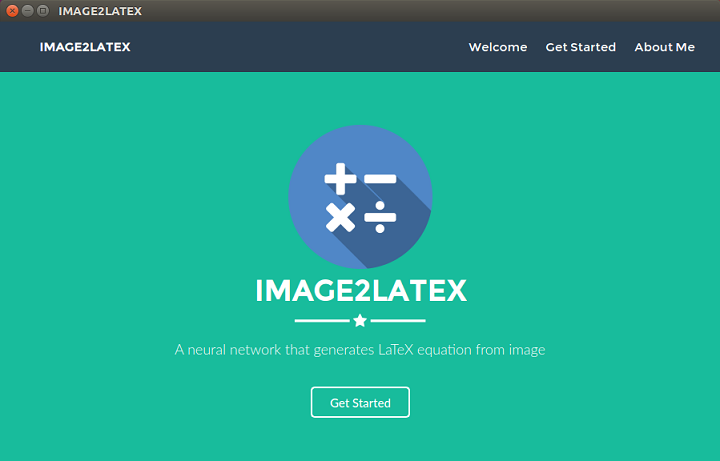 IMAGE2LATEX
IMAGE2LATEX Welcome Get Started About Me
IMAGE2LATEX
A neural network that generates LaTeX equation from image
Get Started